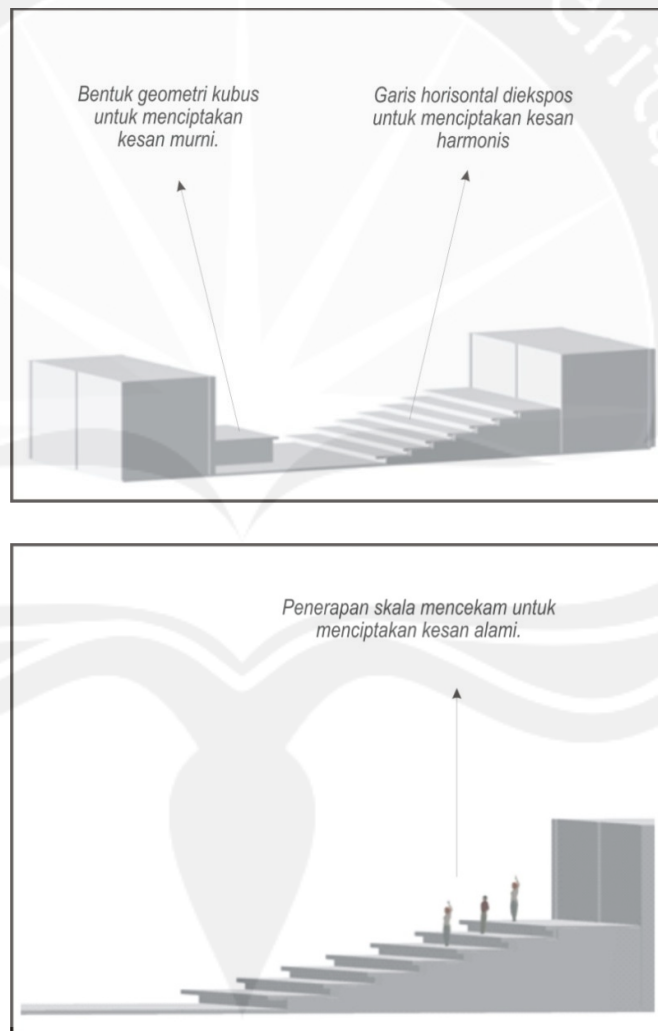 Bentuk geometri kubus
untuk menciptakan
kesan murni.
Garis horisontal diekspos
untuk menciptakan kesan
harmonis
Penerapan skala mencekam untuk
menciptakan kesan alami.